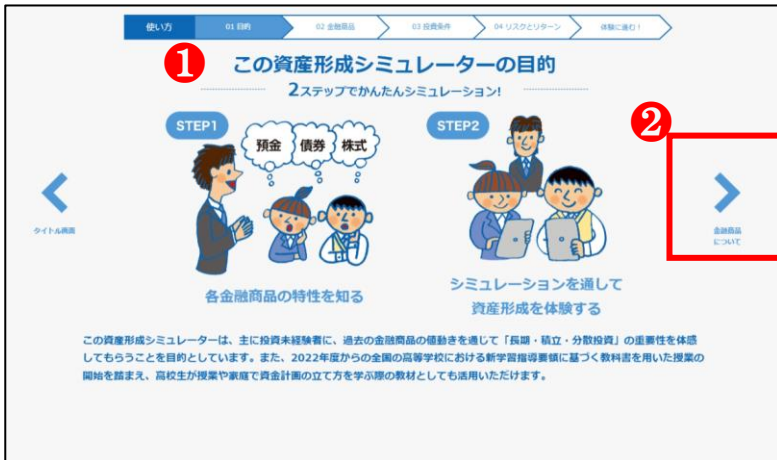 使い方 01 目的 02 金融商品 03 投資条件 04 リスクとリターン 体験に進む！
1
この資産形成シミュレーターの目的
2ステップでかんたんシミュレーション!
STEP1
預金 債券 株式
各金融商品の特性を知る
STEP2
シミュレーションを通して
資産形成を体験する
タイトル画面
2
金融商品
について
この資産形成シミュレーターは、主に投資未経験者に、過去の金融商品の値動きを通じて「長期・積立・分散投資」の重要性を体感
してもらうことを目的としています。また、2022年度からの全国の高等学校における新学習指導要領に基づく教科書を用いた授業の
開始を踏まえ、高校生が授業や家庭で資金計画の立て方を学ぶ際の教材としても活用いただけます。